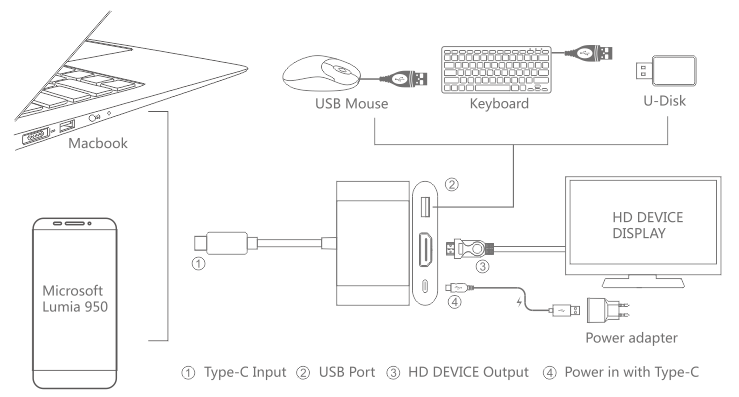 USB Mouse
Keyboard
U-Disk
Macbook
②
HD DEVICE
DISPLAY
①
③
Microsoft
Lumia 950
④
Power adapter
① Type-C Input ② USB Port ③ HD DEVICE Output ④ Power in with Type-C